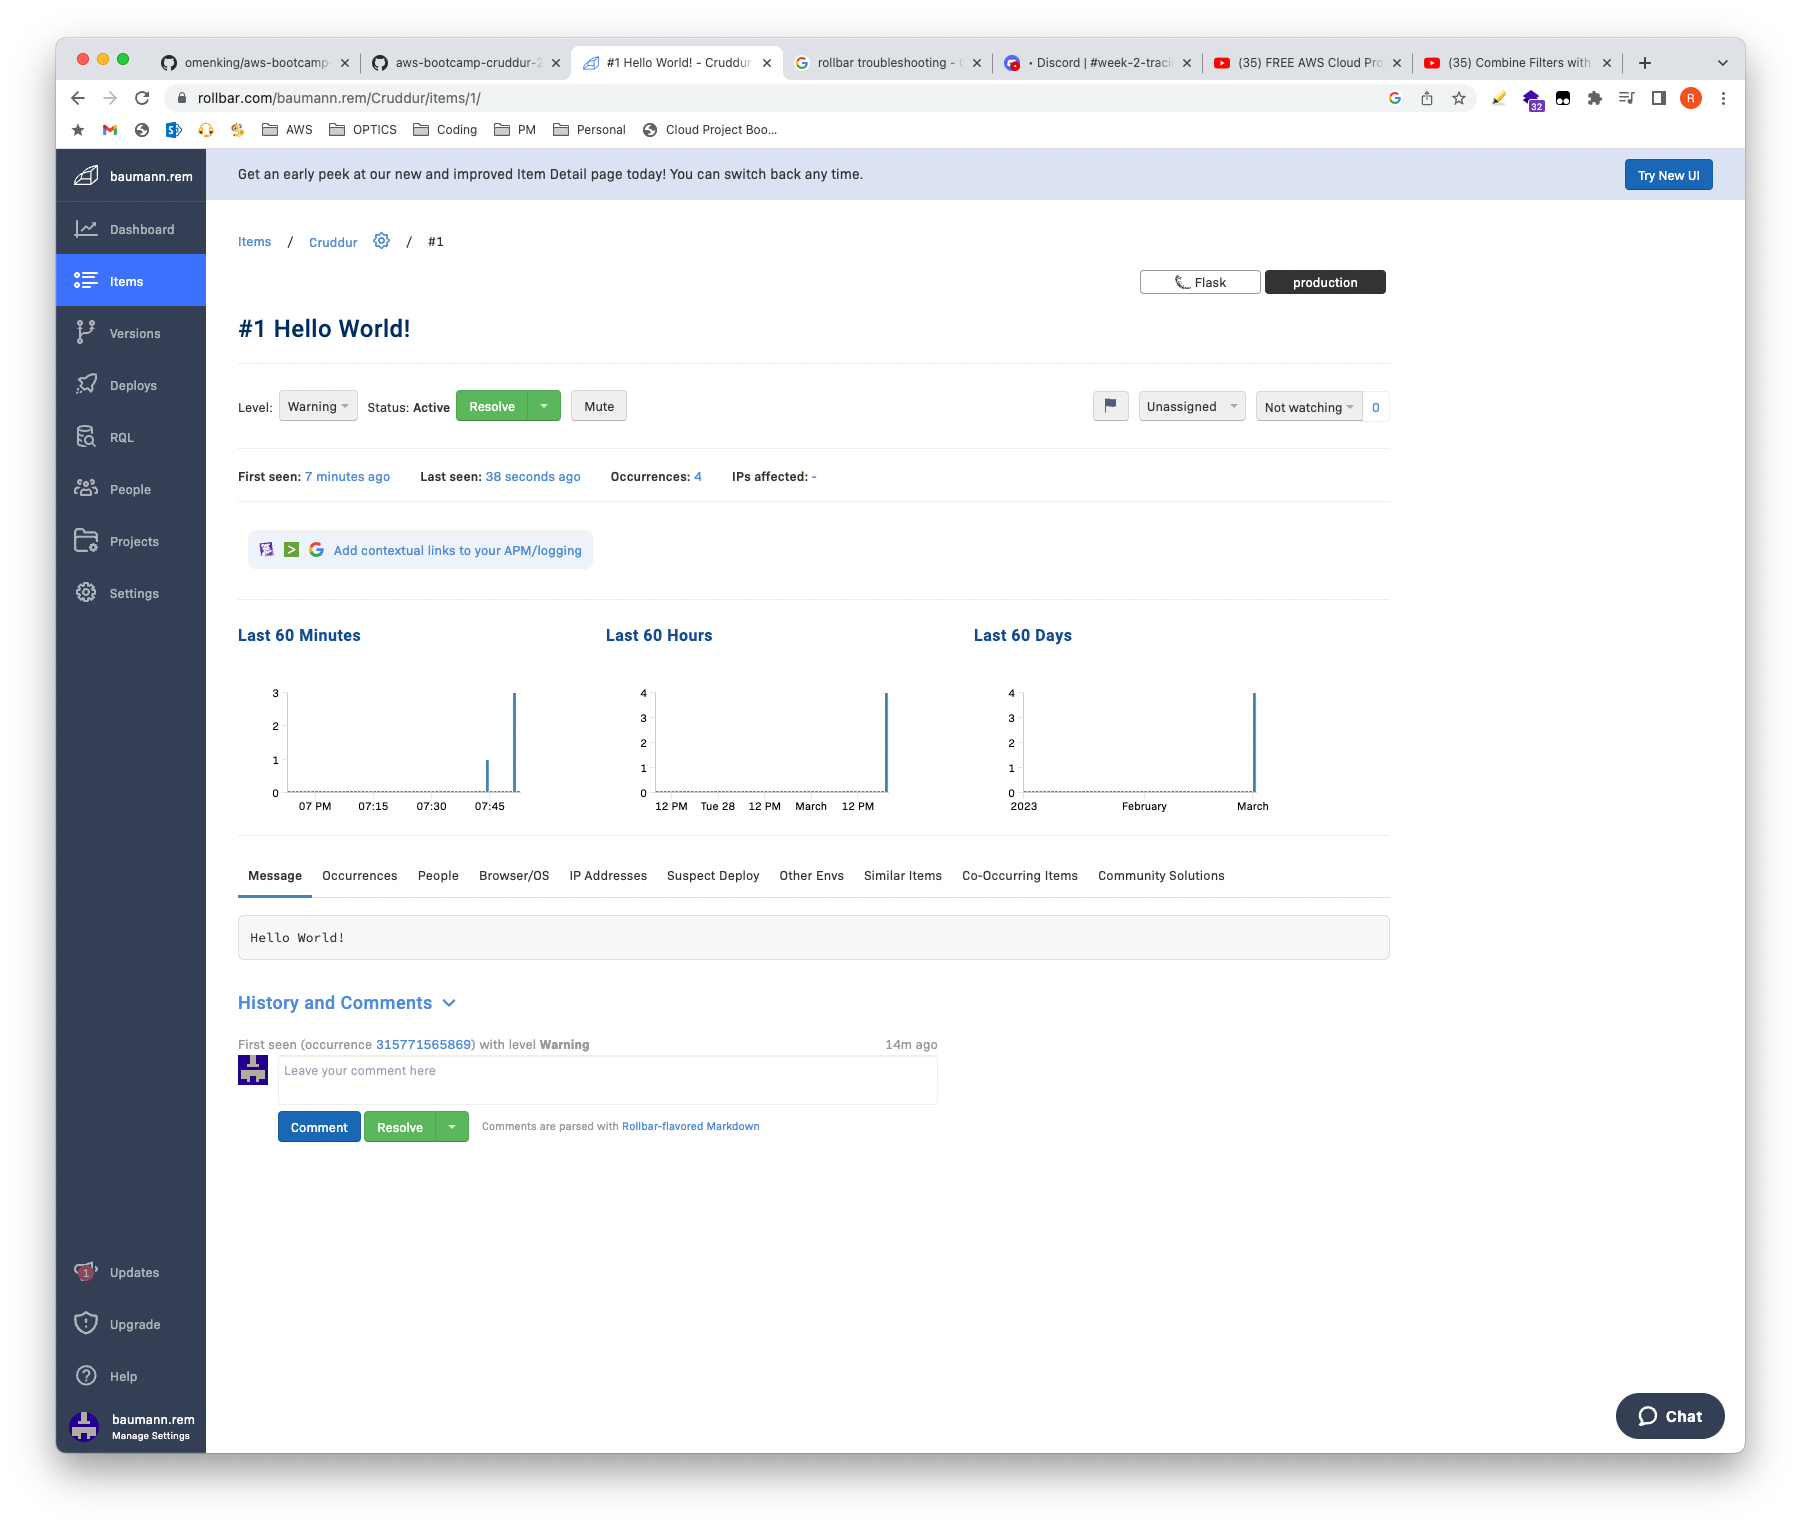 omenking/aws-bootcamp-
aws-bootcamp-cruddur-2
#1 Hello World! - Cruddur
rollbar troubleshooting -
• Discord | #week-2-tracin
(35) FREE AWS Cloud Pro
(35) Combine Filters with
rollbar.com/baumann.rem/Cruddur/items/1/
32
R
AWS
OPTICS
Coding
PM
Personal
Cloud Project Boo...
baumann.rem
Dashboard
Items
Versions
Deploys
RQL
People
Projects
Settings
1
Updates
Upgrade
Help
baumann.rem
Manage Settings
Get an early peek at our new and improved Item Detail page today! You can switch back any time.
Try New UI
Items / Cruddur / #1
Flask
production
#1 Hello World!
Level: Warning Status: Active Resolve Mute
Unassigned
Not watching 0
First seen: 7 minutes ago Last seen: 38 seconds ago Occurrences: 4 IPs affected: -
Add contextual links to your APM/logging
Last 60 Minutes
3
2
1
0
07 PM 07:15 07:30 07:45
Last 60 Hours
4
3
2
1
0
12 PM Tue 28 12 PM March 12 PM
Last 60 Days
4
3
2
1
0
2023 February March
Message Occurrences People Browser/OS IP Addresses Suspect Deploy Other Envs Similar Items Co-Occurring Items Community Solutions
Hello World!
History and Comments
First seen (occurrence 315771565869) with level Warning 14m ago
Leave your comment here
Comment Resolve Comments are parsed with Rollbar-flavored Markdown
Chat